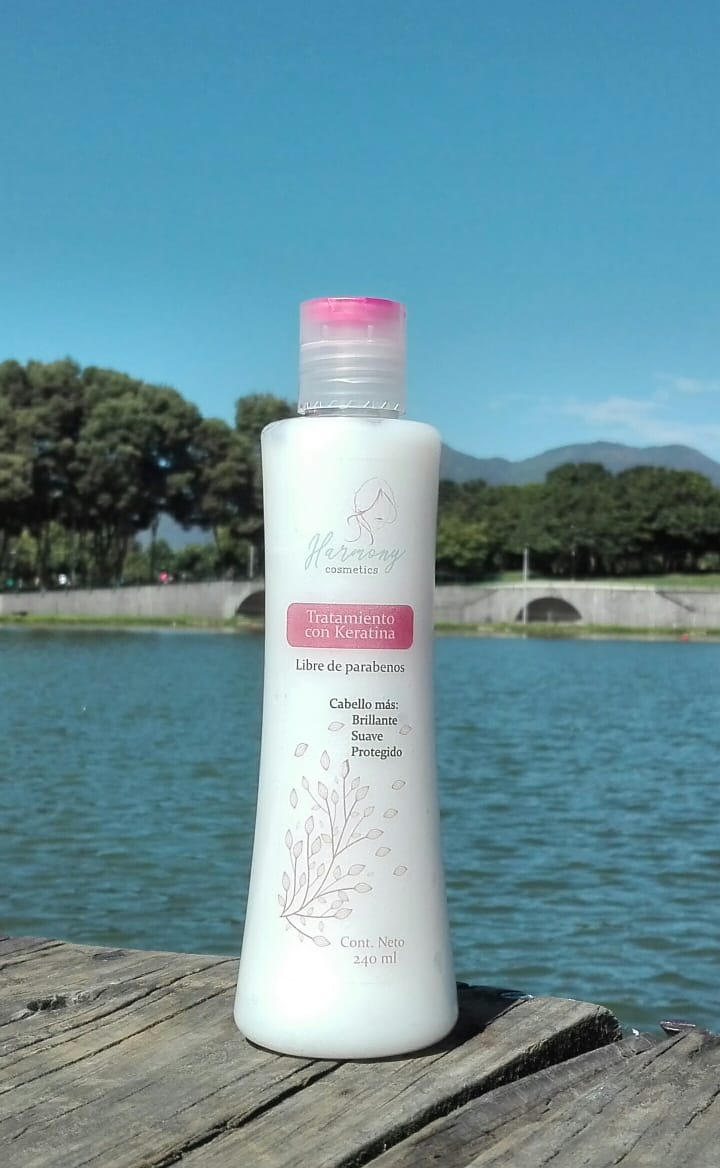 Harmony
cosmetics
Tratamiento
con Keratina
Libre de parabenos
Cabello más:
Brillante
Suave
Protegido
Cont. Neto
240 ml